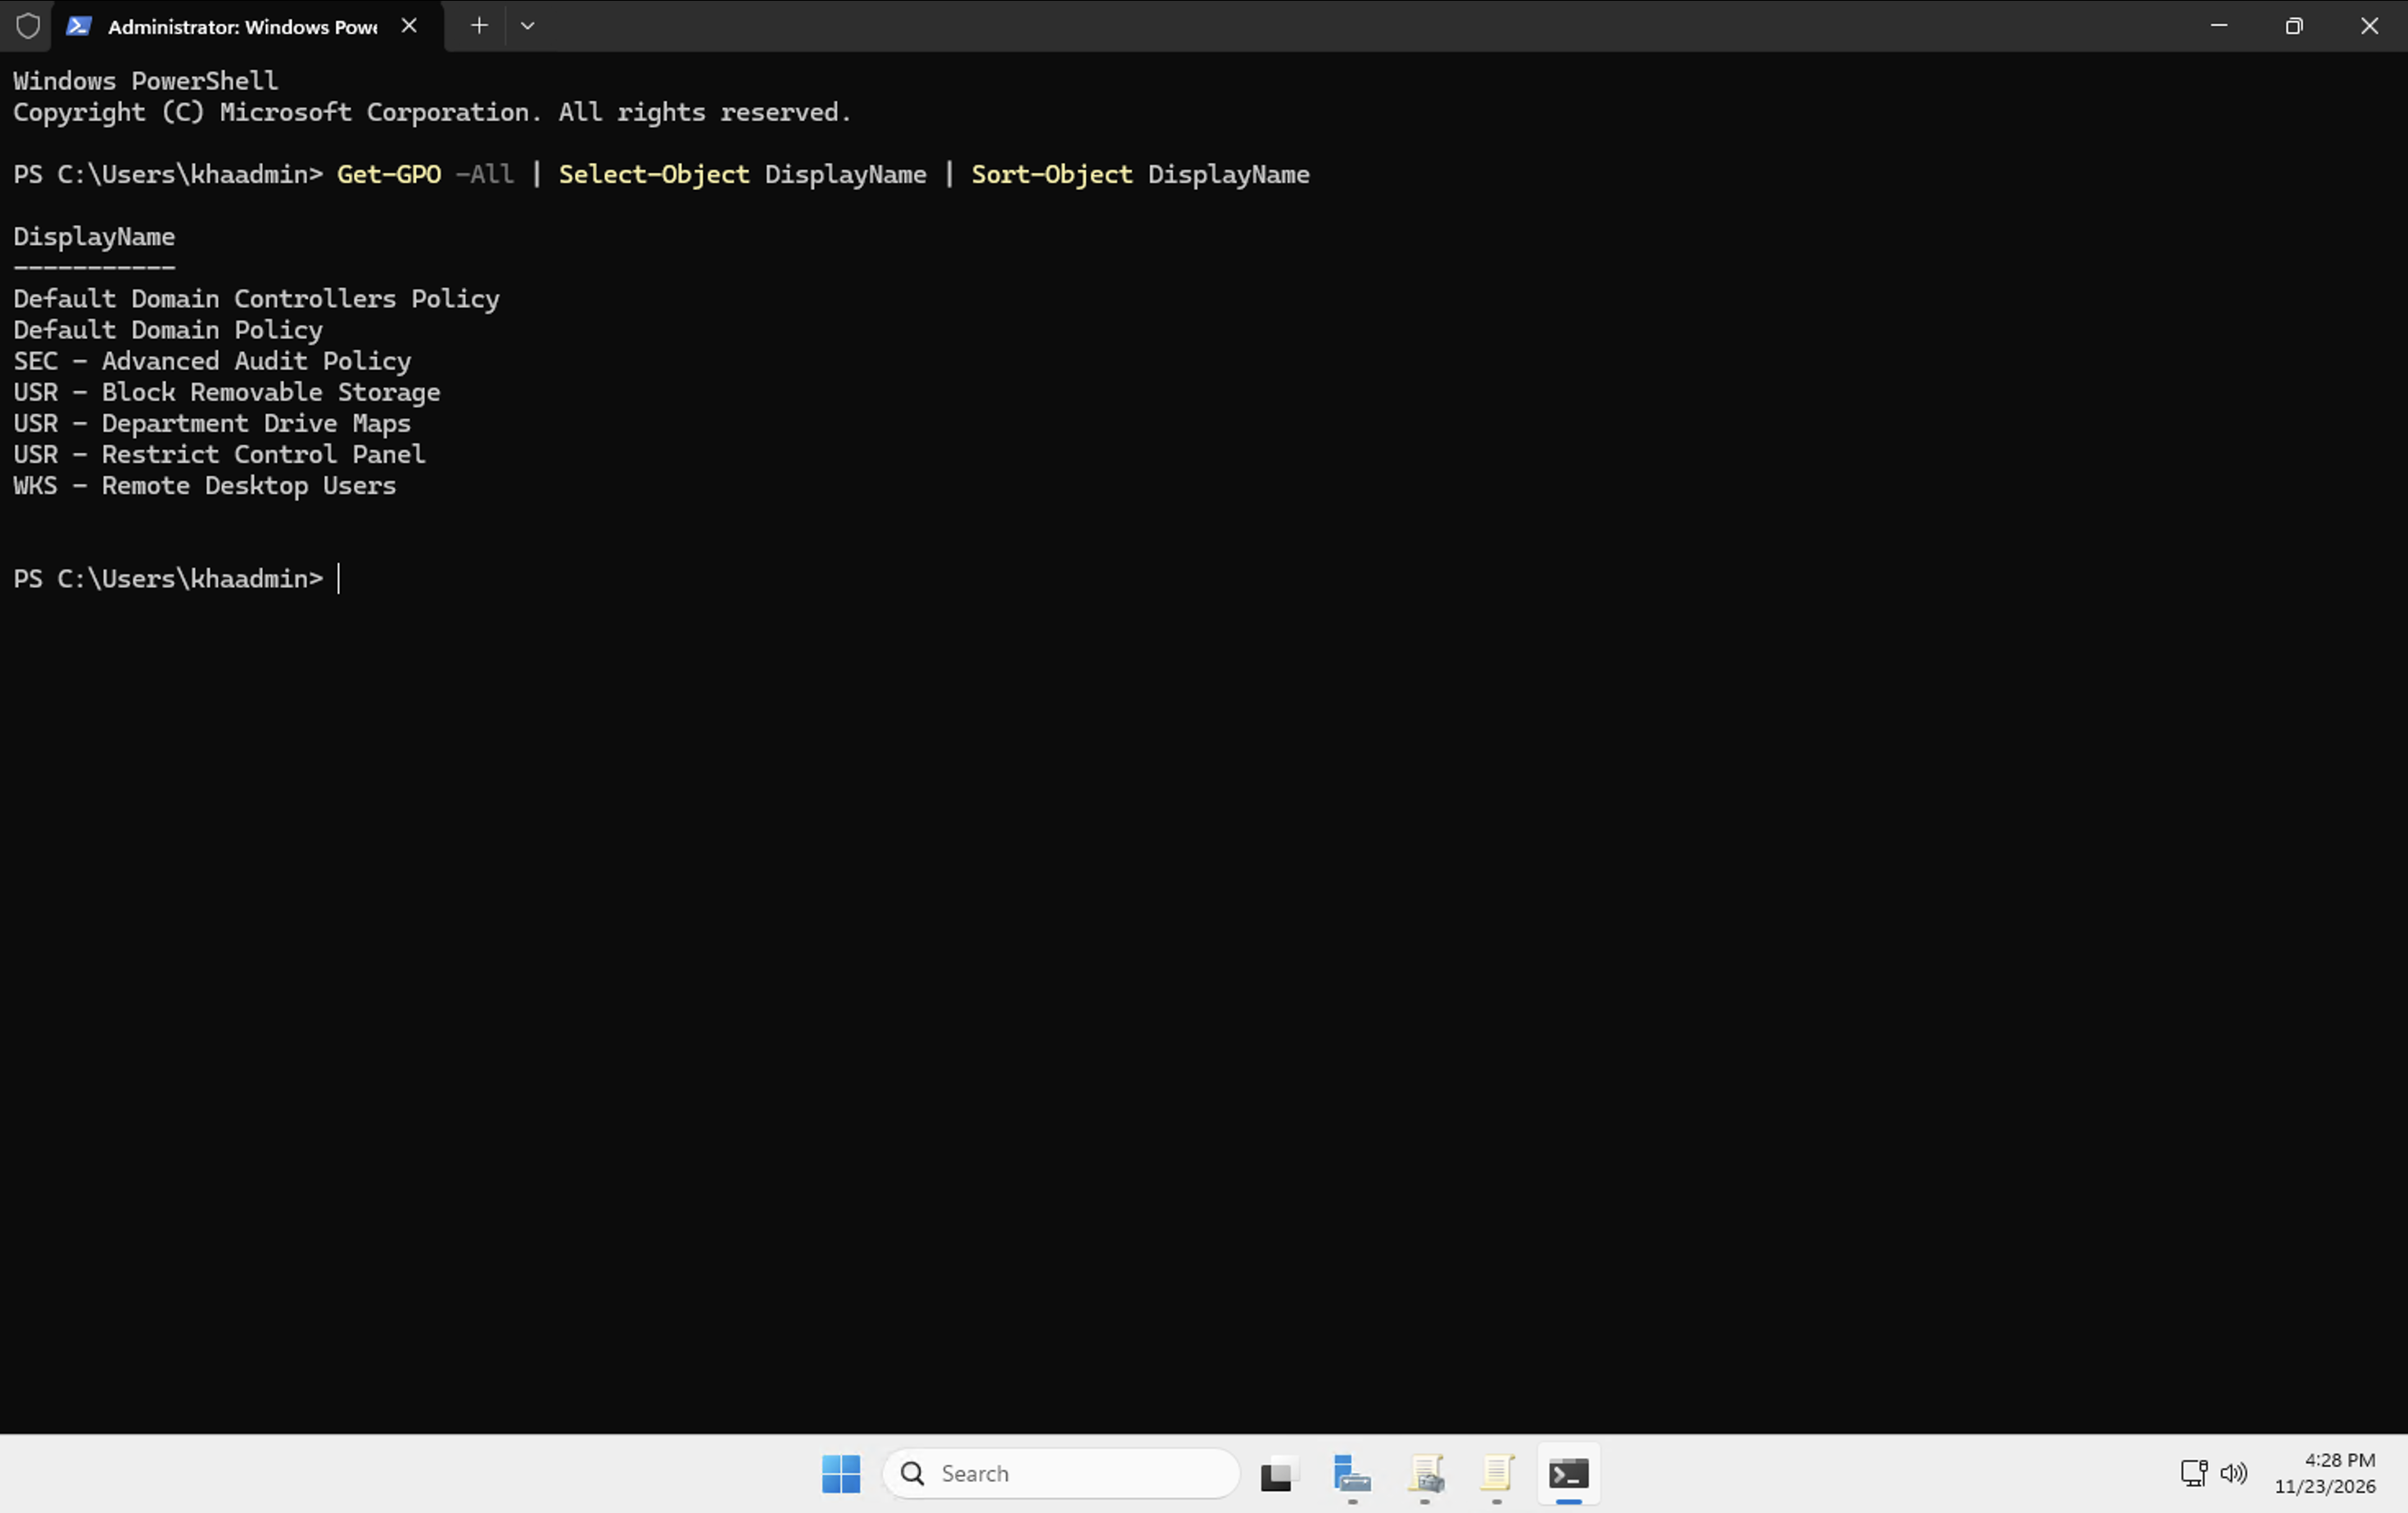 Administrator: Windows Powe
Windows PowerShell
Copyright (C) Microsoft Corporation. All rights reserved.
PS C:\Users\khaadmin> Get-GPO -All | Select-Object DisplayName | Sort-Object DisplayName
DisplayName
-----------
Default Domain Controllers Policy
Default Domain Policy
SEC - Advanced Audit Policy
USR - Block Removable Storage
USR - Department Drive Maps
USR - Restrict Control Panel
WKS - Remote Desktop Users
PS C:\Users\khaadmin>
Search
4:28 PM
11/23/2026